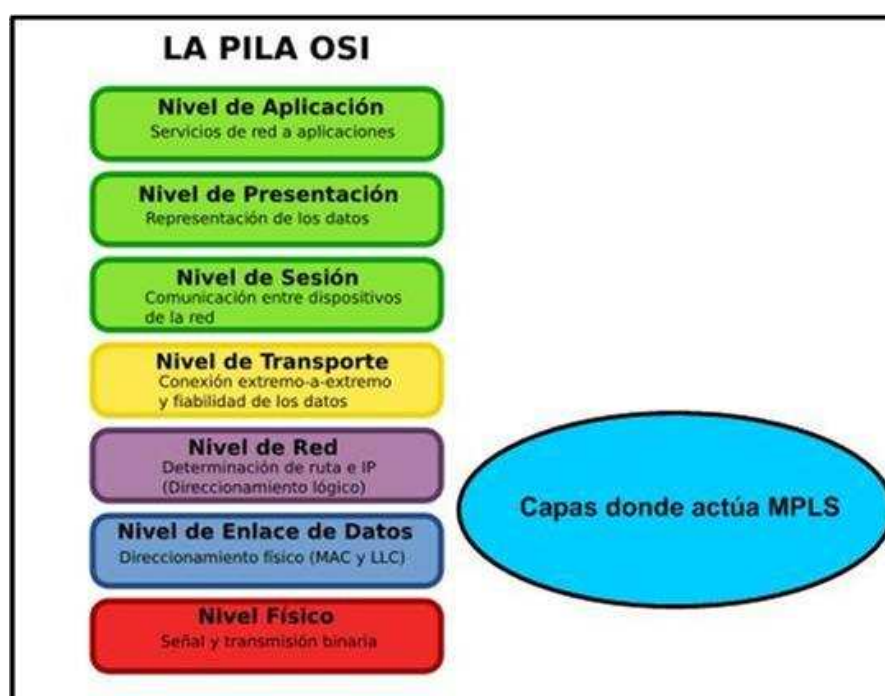 LA PILA OSI
Nivel de Aplicación
Servicios de red a aplicaciones
Nivel de Presentación
Representación de los datos
Nivel de Sesión
Comunicación entre dispositivos
de la red
Nivel de Transporte
Conexión extremo-a-extremo
y fiabilidad de los datos
Nivel de Red
Determinación de ruta e IP
(Direccionamiento lógico)
Nivel de Enlace de Datos
Direccionamiento físico (MAC y LLC)
Nivel Físico
Señal y transmisión binaria
Capas donde actúa MPLS